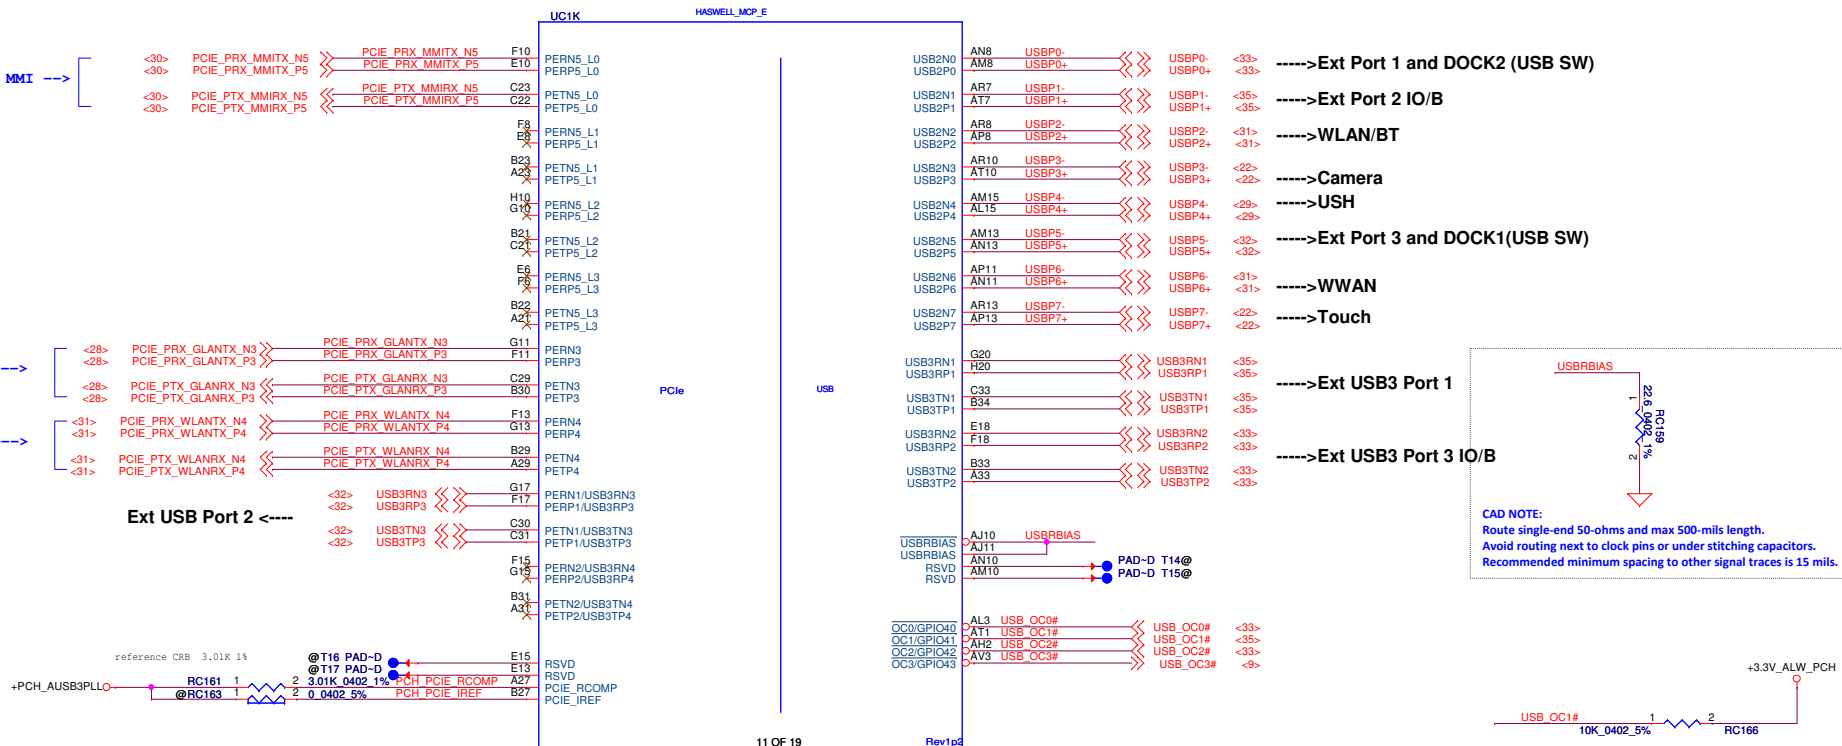 UC1K
HASWELL_MCP_E
MMI -->
<30> PCIE_PRX_MMITX_N5 PCIE_PRX_MMITX_N5 F10 PERN5_L0
<30> PCIE_PRX_MMITX_P5 PCIE_PRX_MMITX_P5 E10 PERP5_L0
<30> PCIE_PTX_MMIRX_N5 PCIE_PTX_MMIRX_N5 C23 PETN5_L0
<30> PCIE_PTX_MMIRX_P5 PCIE_PTX_MMIRX_P5 C22 PETP5_L0
F8 PERN5_L1
E8 PERP5_L1
B23 PETN5_L1
A23 PETP5_L1
H10 PERN5_L2
G10 PERP5_L2
B21 PETN5_L2
C21 PETP5_L2
E6 PERN5_L3
F6 PERP5_L3
B22 PETN5_L3
A21 PETP5_L3
-->
<28> PCIE_PRX_GLANTX_N3 PCIE_PRX_GLANTX_N3 G11 PERN3
<28> PCIE_PRX_GLANTX_P3 PCIE_PRX_GLANTX_P3 F11 PERP3
<28> PCIE_PTX_GLANRX_N3 PCIE_PTX_GLANRX_N3 C29 PETN3
<28> PCIE_PTX_GLANRX_P3 PCIE_PTX_GLANRX_P3 B30 PETP3
-->
<31> PCIE_PRX_WLANTX_N4 PCIE_PRX_WLANTX_N4 F13 PERN4
<31> PCIE_PRX_WLANTX_P4 PCIE_PRX_WLANTX_P4 G13 PERP4
<31> PCIE_PTX_WLANRX_N4 PCIE_PTX_WLANRX_N4 B29 PETN4
<31> PCIE_PTX_WLANRX_P4 PCIE_PTX_WLANRX_P4 A29 PETP4
Ext USB Port 2 <----
<32> USB3RN3 G17 PERN1/USB3RN3
<32> USB3RP3 F17 PERP1/USB3RP3
<32> USB3TN3 C30 PETN1/USB3TN3
<32> USB3TP3 C31 PETP1/USB3TP3
F15 PERN2/USB3RN4
G15 PERP2/USB3RP4
B31 PETN2/USB3TN4
A31 PETP2/USB3TP4
reference CRB 3.01K 1%
@T16 PAD~D E15 RSVD
@T17 PAD~D E13 RSVD
+PCH_AUSB3PLL RC161 1 2 3.01K_0402_1% PCH_PCIE_RCOMP A27 PCIE_RCOMP
@RC163 1 2 0_0402_5% PCH_PCIE_IREF B27 PCIE_IREF
PCIe
USB
USB2N0 AN8 USBP0- USBP0- <33>
USB2P0 AM8 USBP0+ USBP0+ <33>
----->Ext Port 1 and DOCK2 (USB SW)
USB2N1 AR7 USBP1- USBP1- <35>
USB2P1 AT7 USBP1+ USBP1+ <35>
----->Ext Port 2 IO/B
USB2N2 AR8 USBP2- USBP2- <31>
USB2P2 AP8 USBP2+ USBP2+ <31>
----->WLAN/BT
USB2N3 AR10 USBP3- USBP3- <22>
USB2P3 AT10 USBP3+ USBP3+ <22>
----->Camera
USB2N4 AM15 USBP4- USBP4- <29>
USB2P4 AL15 USBP4+ USBP4+ <29>
----->USH
USB2N5 AM13 USBP5- USBP5- <32>
USB2P5 AN13 USBP5+ USBP5+ <32>
----->Ext Port 3 and DOCK1(USB SW)
USB2N6 AP11 USBP6- USBP6- <31>
USB2P6 AN11 USBP6+ USBP6+ <31>
----->WWAN
USB2N7 AR13 USBP7- USBP7- <22>
USB2P7 AP13 USBP7+ USBP7+ <22>
----->Touch
USB3RN1 G20 USB3RN1 <35>
USB3RP1 H20 USB3RP1 <35>
----->Ext USB3 Port 1
USB3TN1 C33 USB3TN1 <35>
USB3TP1 B34 USB3TP1 <35>
USB3RN2 E18 USB3RN2 <33>
USB3RP2 F18 USB3RP2 <33>
----->Ext USB3 Port 3 IO/B
USB3TN2 B33 USB3TN2 <33>
USB3TP2 A33 USB3TP2 <33>
USBRBIAS AJ10 USBRBIAS
USBRBIAS AJ11
RSVD AN10 PAD~D T14@
RSVD AM10 PAD~D T15@
OC0/GPIO40 AL3 USB_OC0# USB_OC0# <33>
OC1/GPIO41 AT1 USB_OC1# USB_OC1# <35>
OC2/GPIO42 AH2 USB_OC2# USB_OC2# <33>
OC3/GPIO43 AV3 USB_OC3# USB_OC3# <9>
11 OF 19
Rev1p2
USBRBIAS
1
22.6_0402_1%
RC159
2
CAD NOTE:
Route single-end 50-ohms and max 500-mils length.
Avoid routing next to clock pins or under stitching capacitors.
Recommended minimum spacing to other signal traces is 15 mils.
+3.3V_ALW_PCH
USB_OC1# 1 2
10K_0402_5% RC166